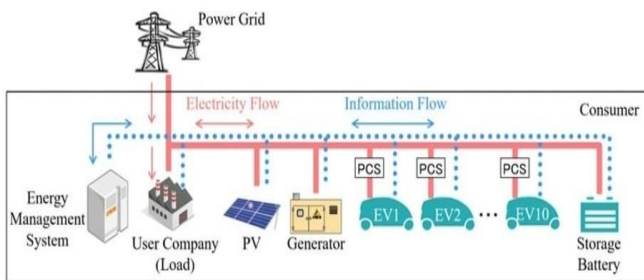 Power Grid
Electricity Flow
Information Flow
Consumer
PCS
PCS
PCS
EV1
EV2
...
EV10
Energy
Management
System
User Company
(Load)
PV
Generator
Storage
Battery